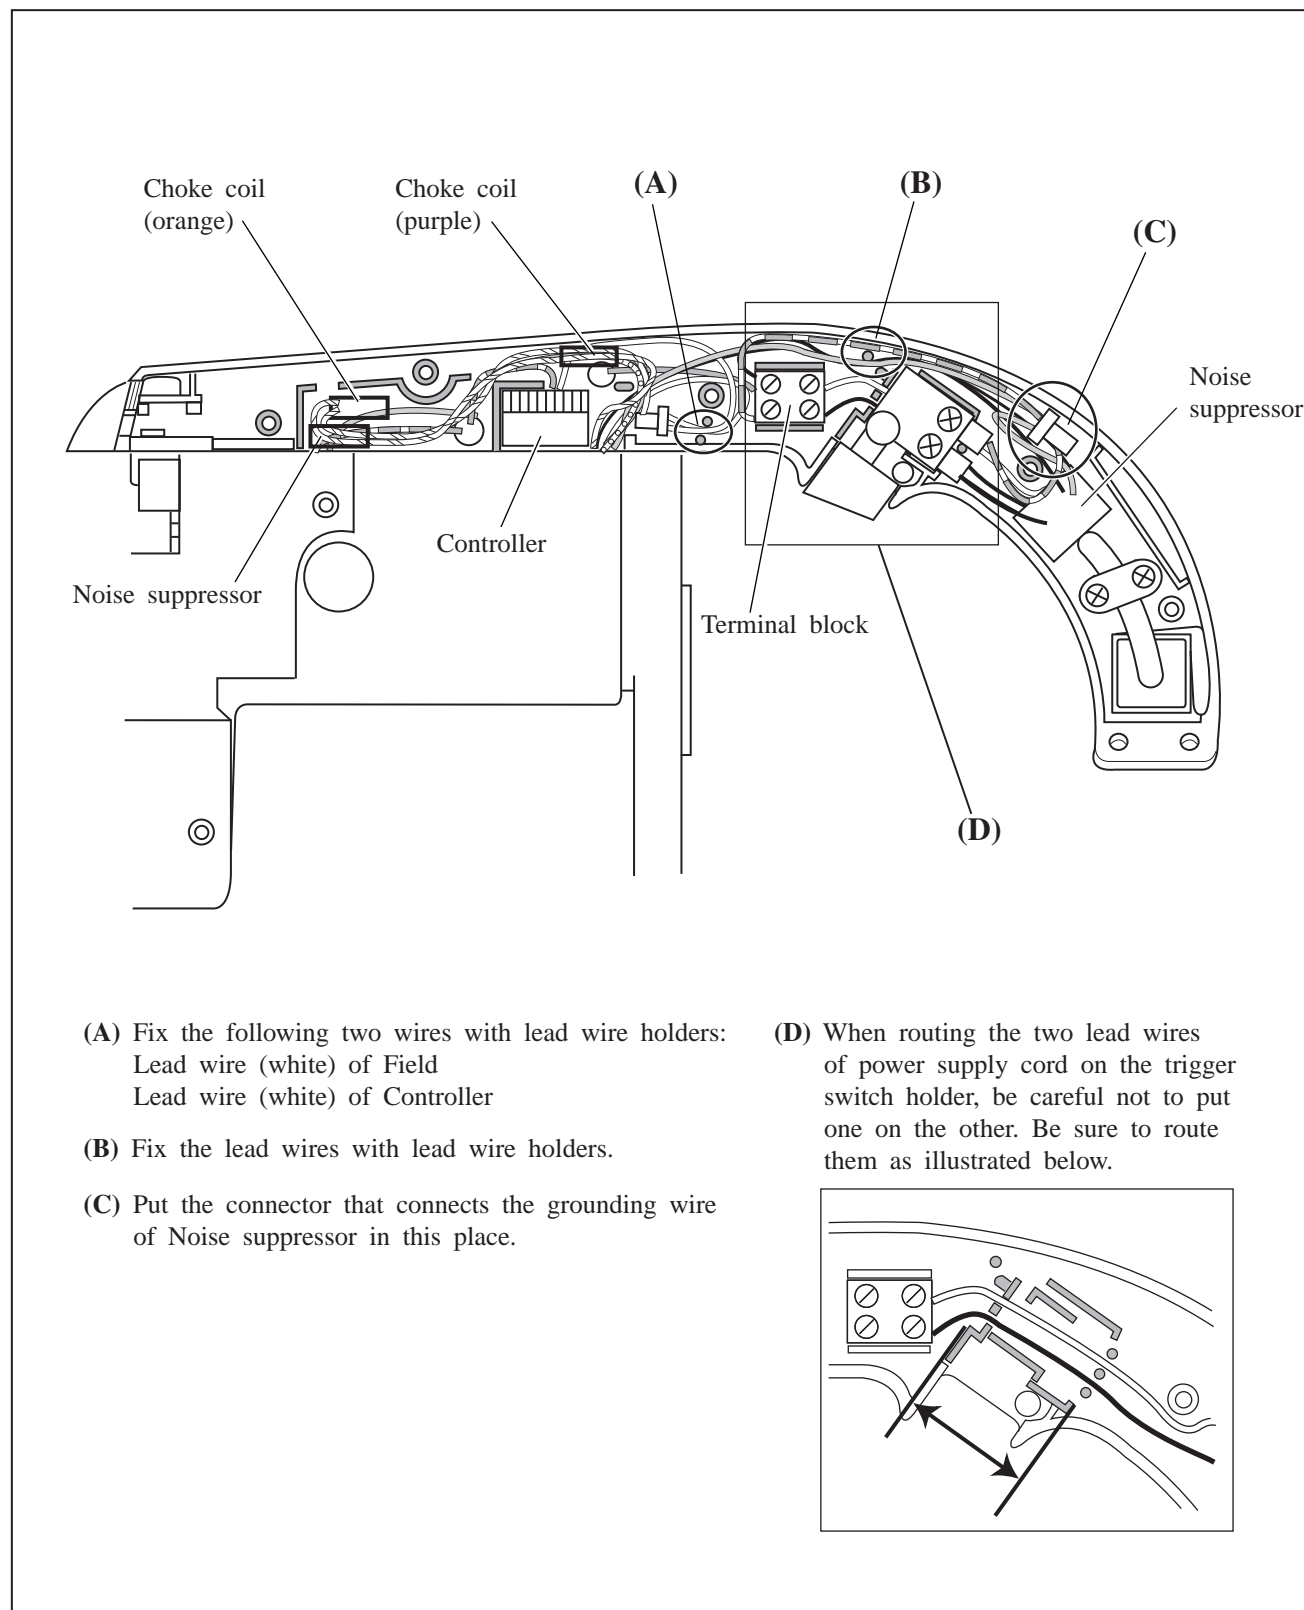 Choke coil
(orange)
Choke coil
(purple)
(A)
(B)
(C)
Noise
suppressor
Controller
Noise suppressor
Terminal block
(D)
(A) Fix the following two wires with lead wire holders:
Lead wire (white) of Field
Lead wire (white) of Controller
(B) Fix the lead wires with lead wire holders.
(C) Put the connector that connects the grounding wire
of Noise suppressor in this place.
(D) When routing the two lead wires
of power supply cord on the trigger
switch holder, be careful not to put
one on the other. Be sure to route
them as illustrated below.